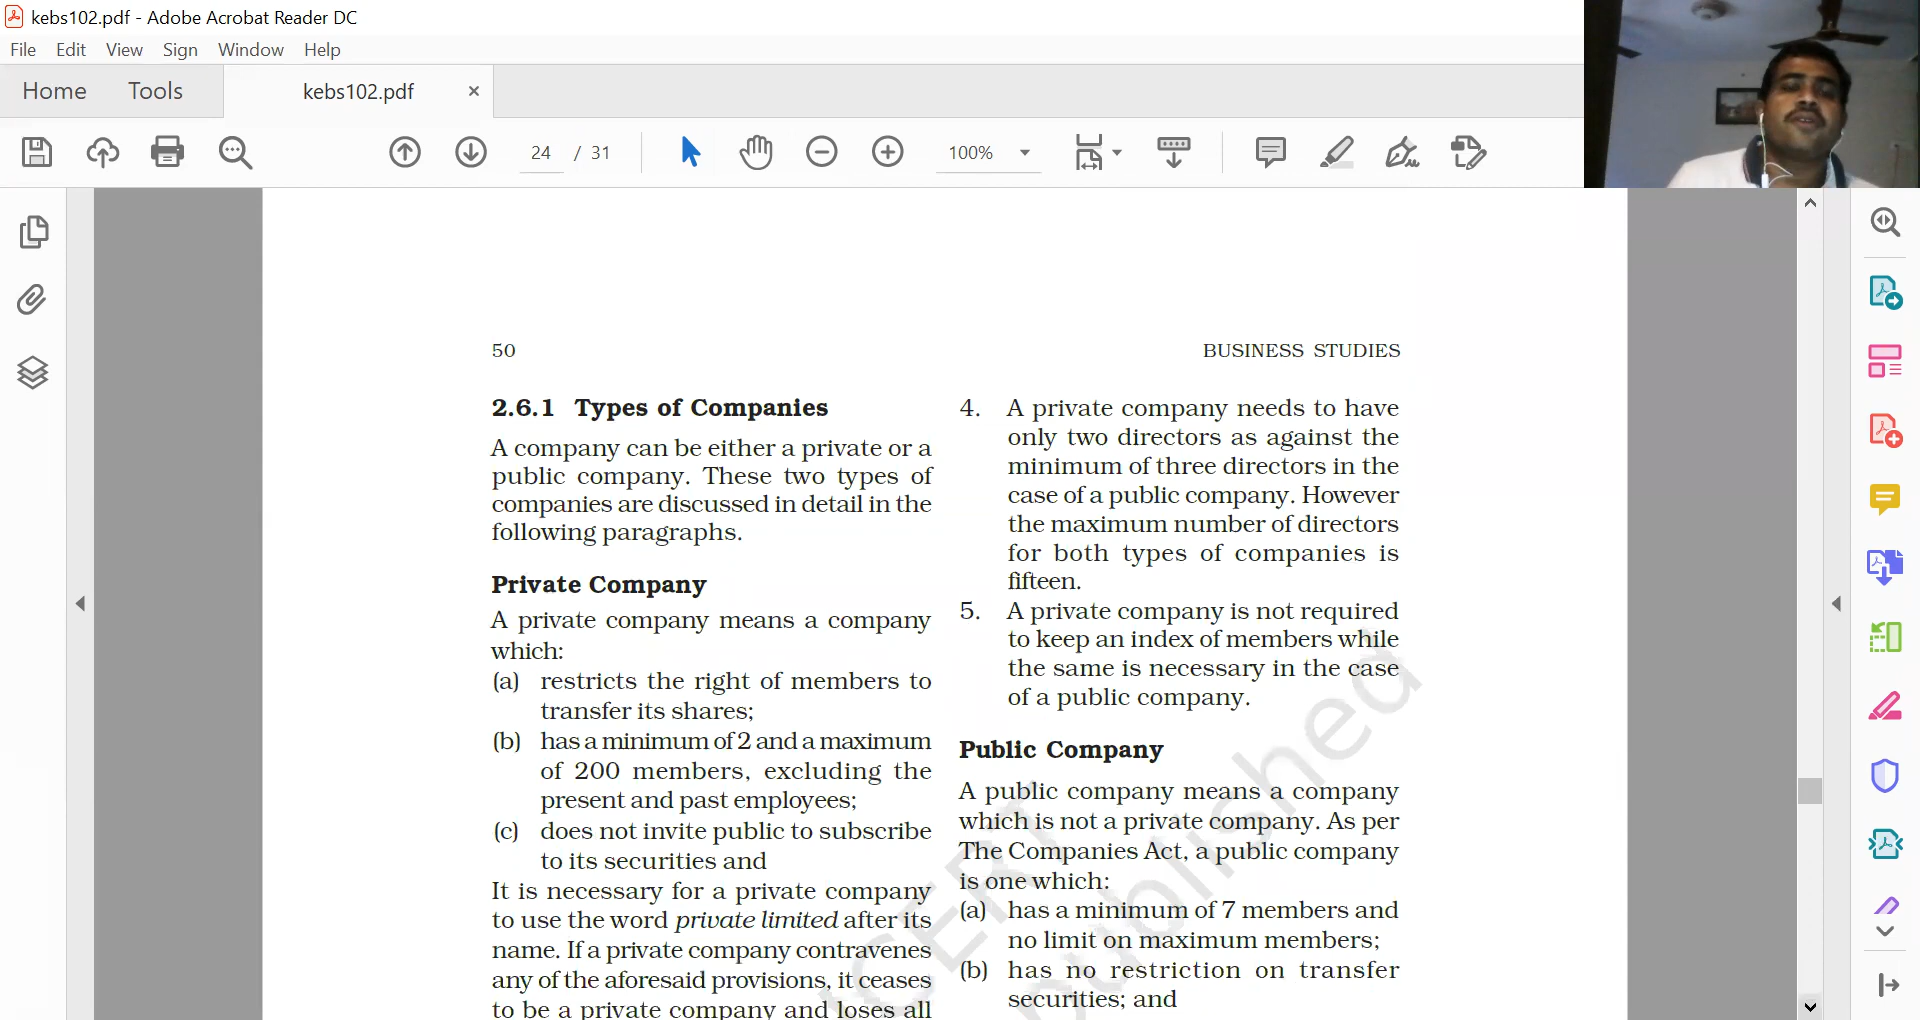 kebs102.pdf - Adobe Acrobat Reader DC
File Edit View Sign Window Help
Home Tools kebs102.pdf ×
24 / 31 100%
50 BUSINESS STUDIES
2.6.1 Types of Companies
A company can be either a private or a
public company. These two types of
companies are discussed in detail in the
following paragraphs.
Private Company
A private company means a company
which:
(a) restricts the right of members to
transfer its shares;
(b) has a minimum of 2 and a maximum
of 200 members, excluding the
present and past employees;
(c) does not invite public to subscribe
to its securities and
It is necessary for a private company
to use the word private limited after its
name. If a private company contravenes
any of the aforesaid provisions, it ceases
to be a private company and loses all
4. A private company needs to have
only two directors as against the
minimum of three directors in the
case of a public company. However
the maximum number of directors
for both types of companies is
fifteen.
5. A private company is not required
to keep an index of members while
the same is necessary in the case
of a public company.
Public Company
A public company means a company
which is not a private company. As per
The Companies Act, a public company
is one which:
(a) has a minimum of 7 members and
no limit on maximum members;
(b) has no restriction on transfer
securities; and
published